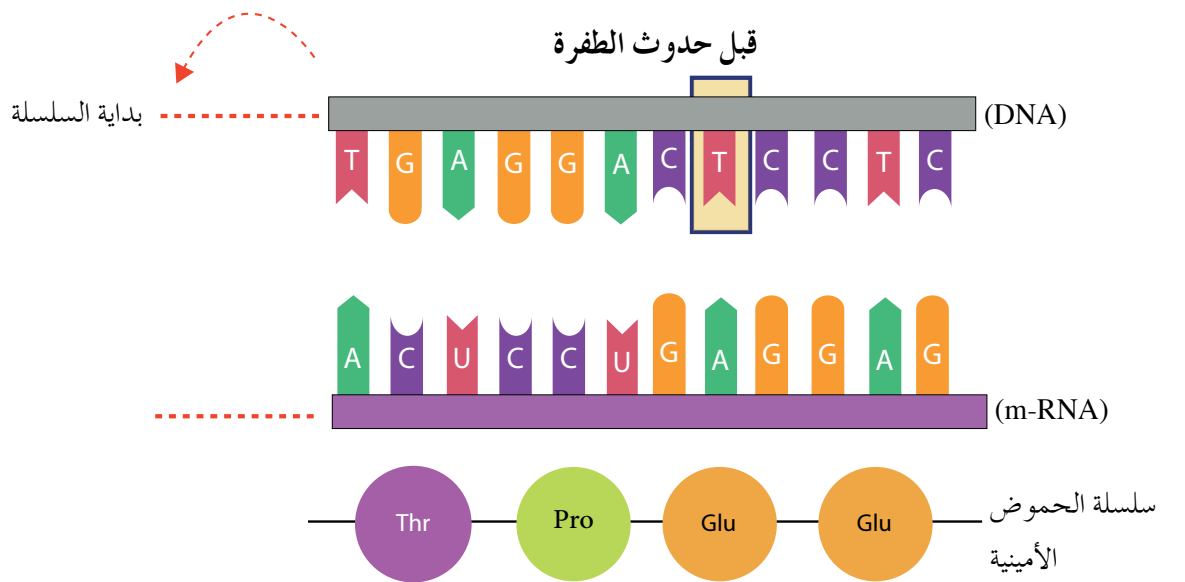 قبل حدوث الطفرة
بداية السلسلة
(DNA)
T G A G G A C T C C T C
A C U C C U G A G G A G
(m-RNA)
Thr Pro Glu Glu
سلسلة الحموض
الأمينية